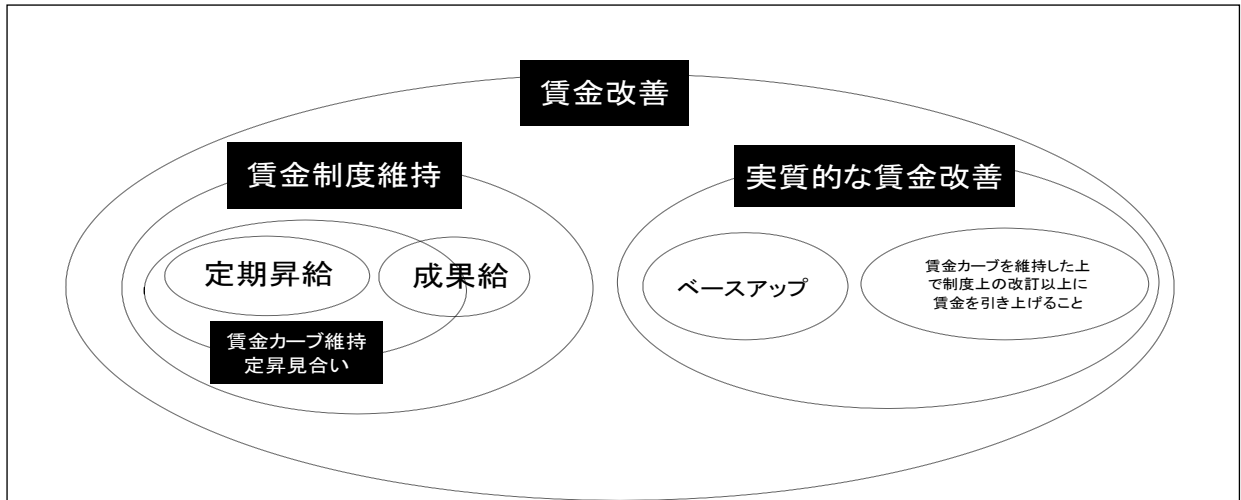 賃金改善
賃金制度維持
実質的な賃金改善
定期昇給
成果給
賃金カーブ維持
定昇見合い
ベースアップ
賃金カーブを維持した上
で制度上の改訂以上に
賃金を引き上げること